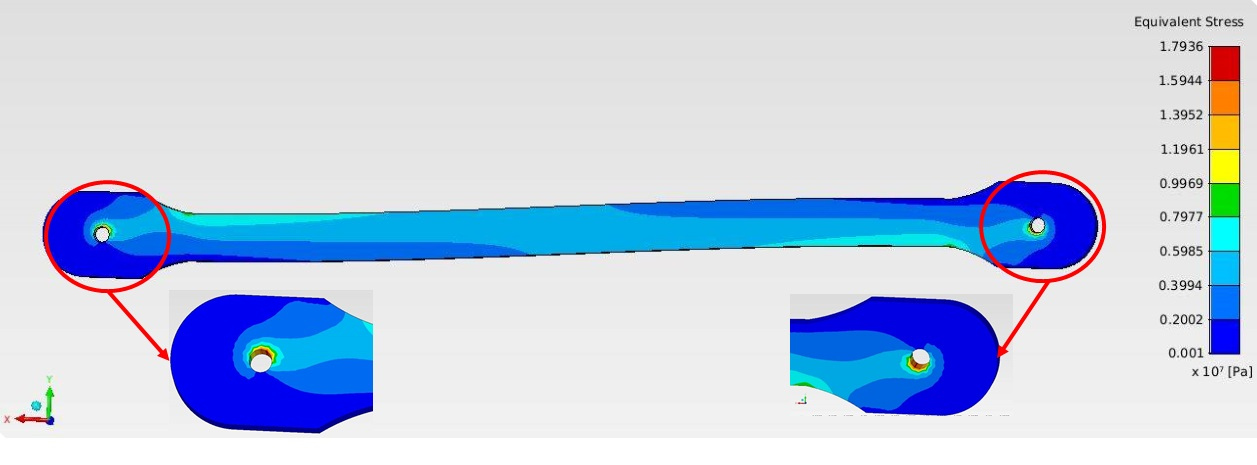 Equivalent Stress
1.7936
1.5944
1.3952
1.1961
0.9969
0.7977
0.5985
0.3994
0.2002
0.001
x 10⁷ [Pa]
Y
X